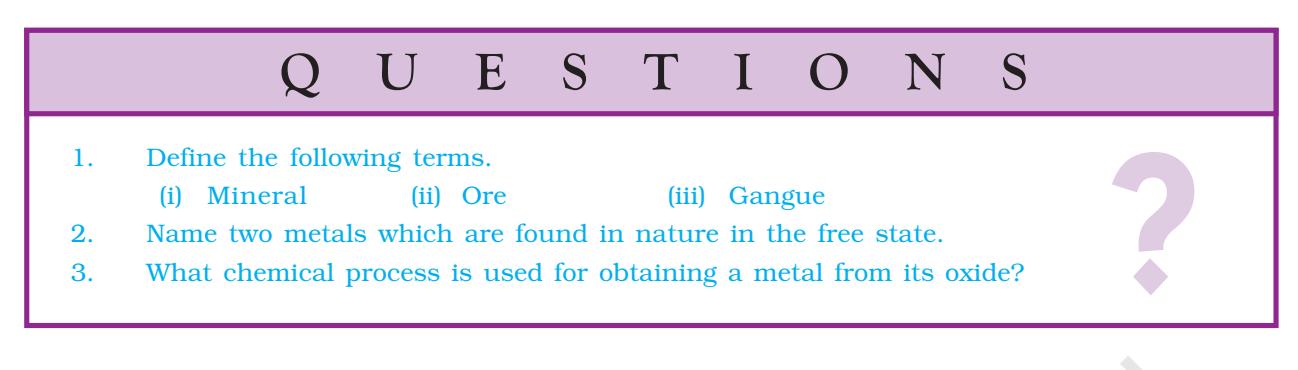 QUESTIONS
1. Define the following terms.
(i) Mineral (ii) Ore (iii) Gangue
2. Name two metals which are found in nature in the free state.
3. What chemical process is used for obtaining a metal from its oxide?
?